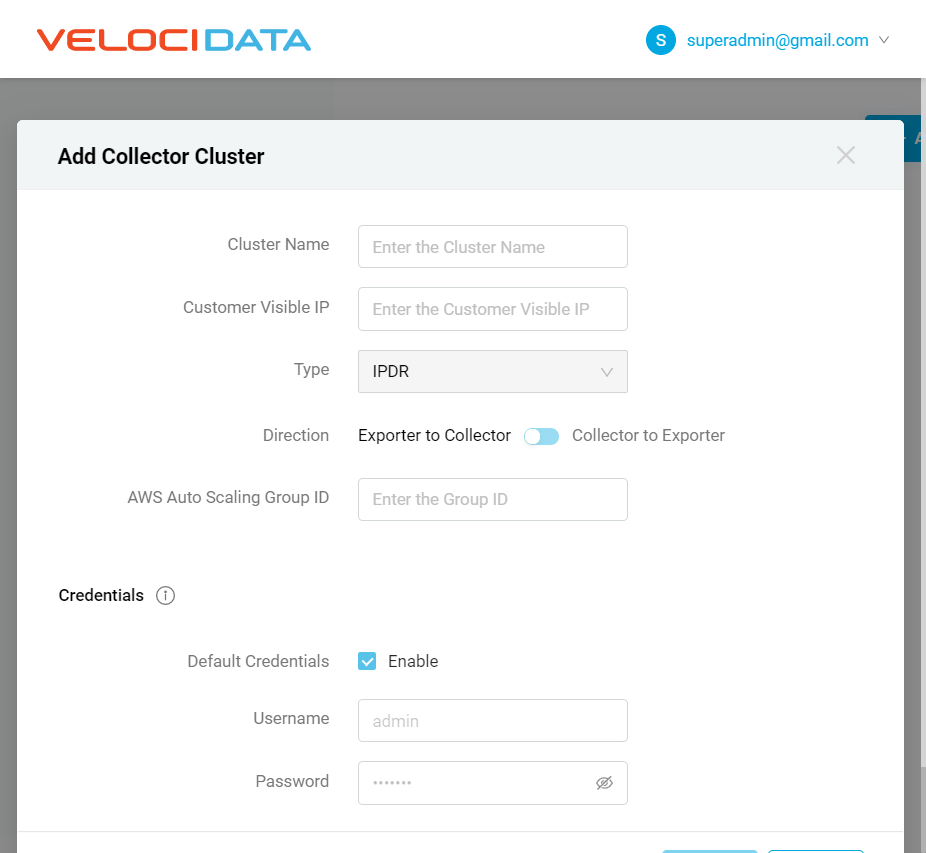 VELOCIDATA
S superadmin@gmail.com
A
Add Collector Cluster
Cluster Name Enter the Cluster Name
Customer Visible IP Enter the Customer Visible IP
Type IPDR
Direction Exporter to Collector Collector to Exporter
AWS Auto Scaling Group ID Enter the Group ID
Credentials
Default Credentials Enable
Username admin
Password •••••••